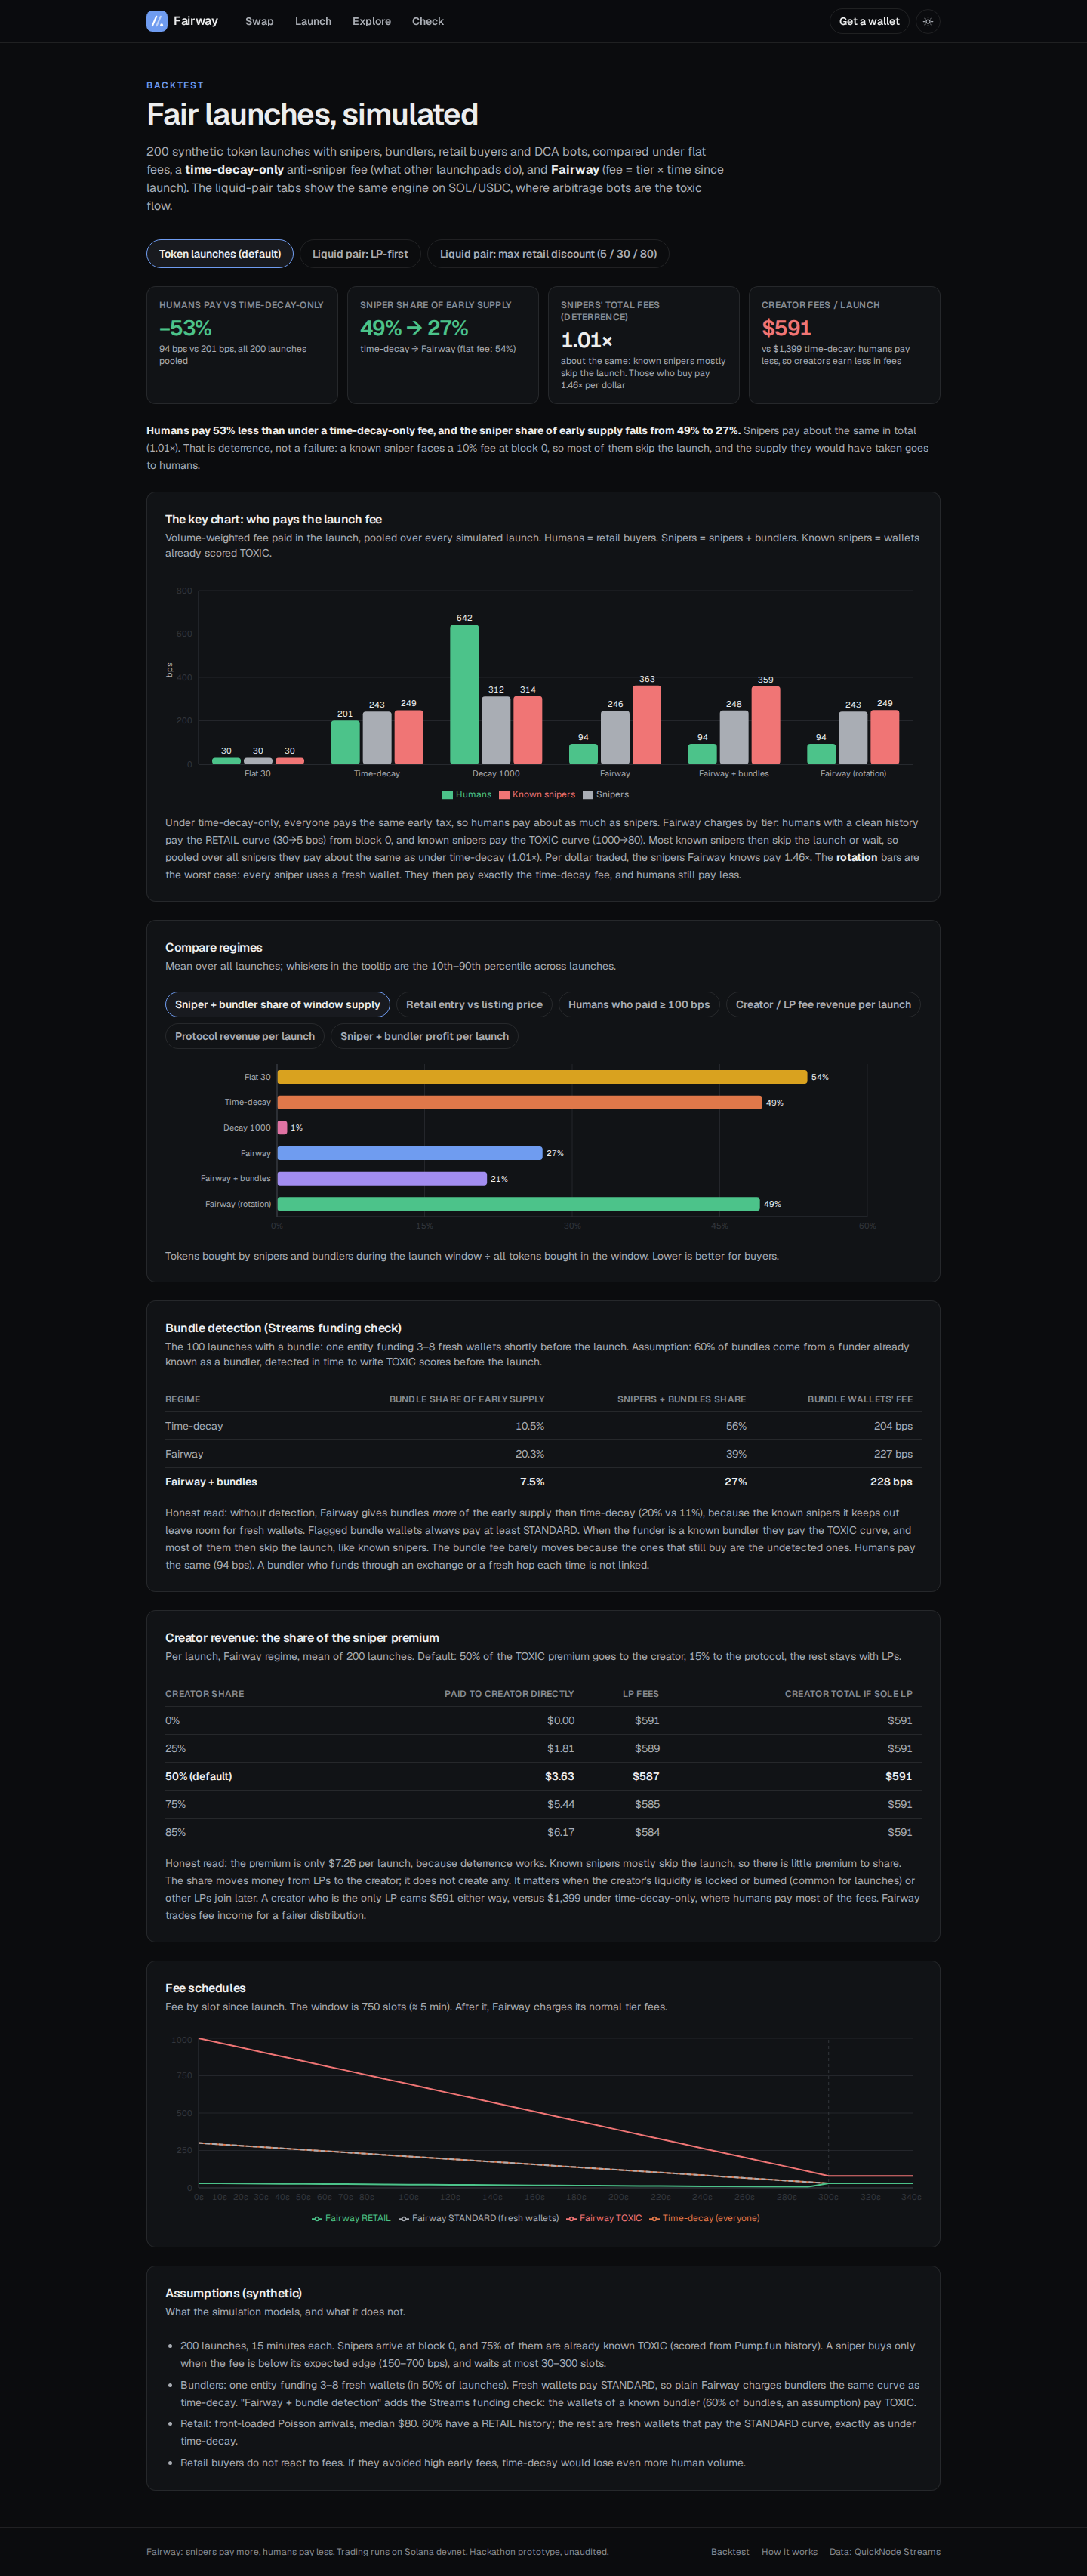 Fairway
Swap
Launch
Explore
Check
Get a wallet
BACKTEST
Fair launches, simulated
200 synthetic token launches with snipers, bundlers, retail buyers and DCA bots, compared under flat
fees, a time-decay-only anti-sniper fee (what other launchpads do), and Fairway (fee = tier × time since
launch). The liquid-pair tabs show the same engine on SOL/USDC, where arbitrage bots are the toxic
flow.
Token launches (default)
Liquid pair: LP-first
Liquid pair: max retail discount (5 / 30 / 80)
HUMANS PAY VS TIME-DECAY-ONLY
−53%
94 bps vs 201 bps, all 200 launches
pooled
SNIPER SHARE OF EARLY SUPPLY
49% → 27%
time-decay → Fairway (flat fee: 54%)
SNIPERS' TOTAL FEES
(DETERRENCE)
1.01×
about the same: known snipers mostly
skip the launch. Those who buy pay
1.46× per dollar
CREATOR FEES / LAUNCH
$591
vs $1,399 time-decay: humans pay
less, so creators earn less in fees
Humans pay 53% less than under a time-decay-only fee, and the sniper share of early supply falls from 49% to 27%. Snipers pay about the same in total
(1.01×). That is deterrence, not a failure: a known sniper faces a 10% fee at block 0, so most of them skip the launch, and the supply they would have taken goes
to humans.
The key chart: who pays the launch fee
Volume-weighted fee paid in the launch, pooled over every simulated launch. Humans = retail buyers. Snipers = snipers + bundlers. Known snipers = wallets
already scored TOXIC.
bps
800
600
400
200
0
30 30 30
201 243 249
642 312 314
94 246 363
94 248 359
94 243 249
Flat 30
Time-decay
Decay 1000
Fairway
Fairway + bundles
Fairway (rotation)
Humans Known snipers Snipers
Under time-decay-only, everyone pays the same early tax, so humans pay about as much as snipers. Fairway charges by tier: humans with a clean history
pay the RETAIL curve (30→5 bps) from block 0, and known snipers pay the TOXIC curve (1000→80). Most known snipers then skip the launch or wait, so
pooled over all snipers they pay about the same as under time-decay (1.01×). Per dollar traded, the snipers Fairway knows pay 1.46×. The rotation bars are
the worst case: every sniper uses a fresh wallet. They then pay exactly the time-decay fee, and humans still pay less.
Compare regimes
Mean over all launches; whiskers in the tooltip are the 10th–90th percentile across launches.
Sniper + bundler share of window supply
Retail entry vs listing price
Humans who paid ≥ 100 bps
Creator / LP fee revenue per launch
Protocol revenue per launch
Sniper + bundler profit per launch
Flat 30 54%
Time-decay 49%
Decay 1000 1%
Fairway 27%
Fairway + bundles 21%
Fairway (rotation) 49%
0% 15% 30% 45% 60%
Tokens bought by snipers and bundlers during the launch window ÷ all tokens bought in the window. Lower is better for buyers.
Bundle detection (Streams funding check)
The 100 launches with a bundle: one entity funding 3–8 fresh wallets shortly before the launch. Assumption: 60% of bundles come from a funder already
known as a bundler, detected in time to write TOXIC scores before the launch.
REGIME BUNDLE SHARE OF EARLY SUPPLY SNIPERS + BUNDLES SHARE BUNDLE WALLETS' FEE
Time-decay 10.5% 56% 204 bps
Fairway 20.3% 39% 227 bps
Fairway + bundles 7.5% 27% 228 bps
Honest read: without detection, Fairway gives bundles more of the early supply than time-decay (20% vs 11%), because the known snipers it keeps out
leave room for fresh wallets. Flagged bundle wallets always pay at least STANDARD. When the funder is a known bundler they pay the TOXIC curve, and
most of them then skip the launch, like known snipers. The bundle fee barely moves because the ones that still buy are the undetected ones. Humans pay
the same (94 bps). A bundler who funds through an exchange or a fresh hop each time is not linked.
Creator revenue: the share of the sniper premium
Per launch, Fairway regime, mean of 200 launches. Default: 50% of the TOXIC premium goes to the creator, 15% to the protocol, the rest stays with LPs.
CREATOR SHARE PAID TO CREATOR DIRECTLY LP FEES CREATOR TOTAL IF SOLE LP
0% $0.00 $591 $591
25% $1.81 $589 $591
50% (default) $3.63 $587 $591
75% $5.44 $585 $591
85% $6.17 $584 $591
Honest read: the premium is only $7.26 per launch, because deterrence works. Known snipers mostly skip the launch, so there is little premium to share.
The share moves money from LPs to the creator; it does not create any. It matters when the creator's liquidity is locked or burned (common for launches) or
other LPs join later. A creator who is the only LP earns $591 either way, versus $1,399 under time-decay-only, where humans pay most of the fees. Fairway
trades fee income for a fairer distribution.
Fee schedules
Fee by slot since launch. The window is 750 slots (≈ 5 min). After it, Fairway charges its normal tier fees.
1000
750
500
250
0
0s 10s 20s 30s 40s 50s 60s 70s 80s 100s 120s 140s 160s 180s 200s 220s 240s 260s 280s 300s 320s 340s
Fairway RETAIL Fairway STANDARD (fresh wallets) Fairway TOXIC Time-decay (everyone)
Assumptions (synthetic)
What the simulation models, and what it does not.
• 200 launches, 15 minutes each. Snipers arrive at block 0, and 75% of them are already known TOXIC (scored from Pump.fun history). A sniper buys only
when the fee is below its expected edge (150–700 bps), and waits at most 30–300 slots.
• Bundlers: one entity funding 3–8 fresh wallets (in 50% of launches). Fresh wallets pay STANDARD, so plain Fairway charges bundlers the same curve as
time-decay. "Fairway + bundle detection" adds the Streams funding check: the wallets of a known bundler (60% of bundles, an assumption) pay TOXIC.
• Retail: front-loaded Poisson arrivals, median $80. 60% have a RETAIL history; the rest are fresh wallets that pay the STANDARD curve, exactly as under
time-decay.
• Retail buyers do not react to fees. If they avoided high early fees, time-decay would lose even more human volume.
Fairway: snipers pay more, humans pay less. Trading runs on Solana devnet. Hackathon prototype, unaudited.
Backtest
How it works
Data: QuickNode Streams